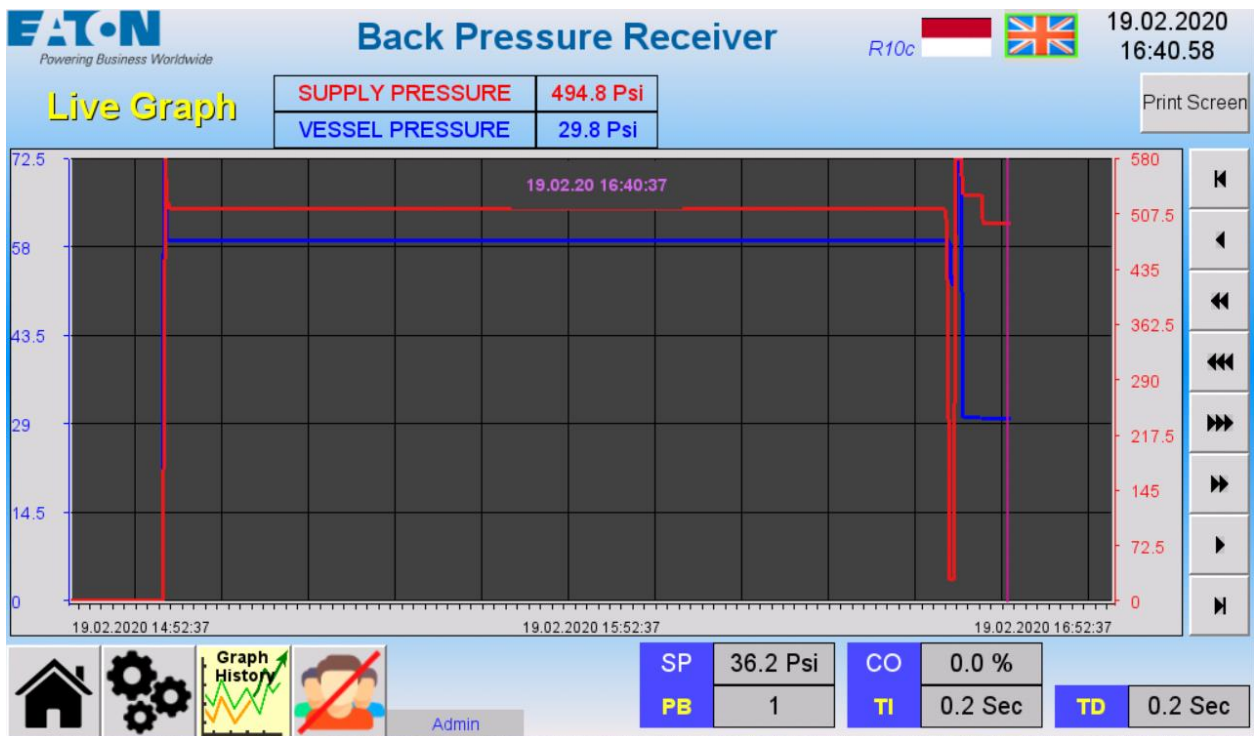 EATON
Powering Business Worldwide
Back Pressure Receiver
R10c
19.02.2020
16:40.58
Live Graph
SUPPLY PRESSURE 494.8 Psi
VESSEL PRESSURE 29.8 Psi
Print Screen
72.5
58
43.5
29
14.5
0
19.02.20 16:40:37
580
507.5
435
362.5
290
217.5
145
72.5
0
19.02.2020 14:52:37
19.02.2020 15:52:37
19.02.2020 16:52:37
Graph
History
Admin
SP 36.2 Psi CO 0.0 %
PB 1 TI 0.2 Sec TD 0.2 Sec